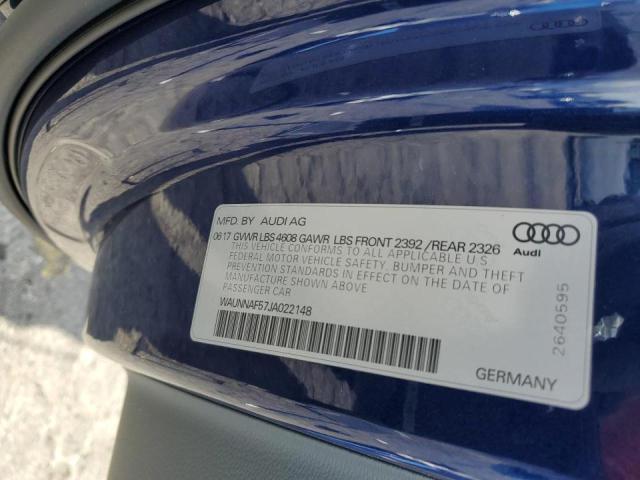 MFD. BY AUDI AG
0617 GVWR LBS 4608 GAWR LBS FRONT 2392 /REAR 2326
THIS VEHICLE CONFORMS TO ALL APPLICABLE U.S
FEDERAL MOTOR VEHICLE SAFETY, BUMPER AND THEFT
PREVENTION STANDARDS IN EFFECT ON THE DATE OF
MANUFACTURE SHOWN ABOVE
PASSENGER CAR
WAUNNAF57JA022148
Audi
2640595
GERMANY